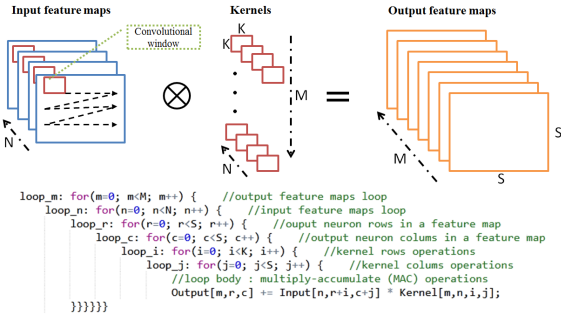 Input feature maps
Kernels
Output feature maps
Convolutional
window
K
K
M
N
N
M
S
S
loop_m: for(m=0; m<M; m++) { //output feature maps loop
loop_n: for(n=0; n<N; n++) { //input feature maps loop
loop_r: for(r=0; r<S; r++) { //ouput neuron rows in a feature map
loop_c: for(c=0; c<S; c++) { //output neuron colums in a feature map
loop_i: for(i=0; i<K; i++) { //kernel rows operations
loop_j: for(j=0; j<S; j++) { //kernel colums operations
//loop body : multiply-accumulate (MAC) operations
Output[m,r,c] += Input[n,r+i,c+j] * Kernel[m,n,i,j];
}}}}}}